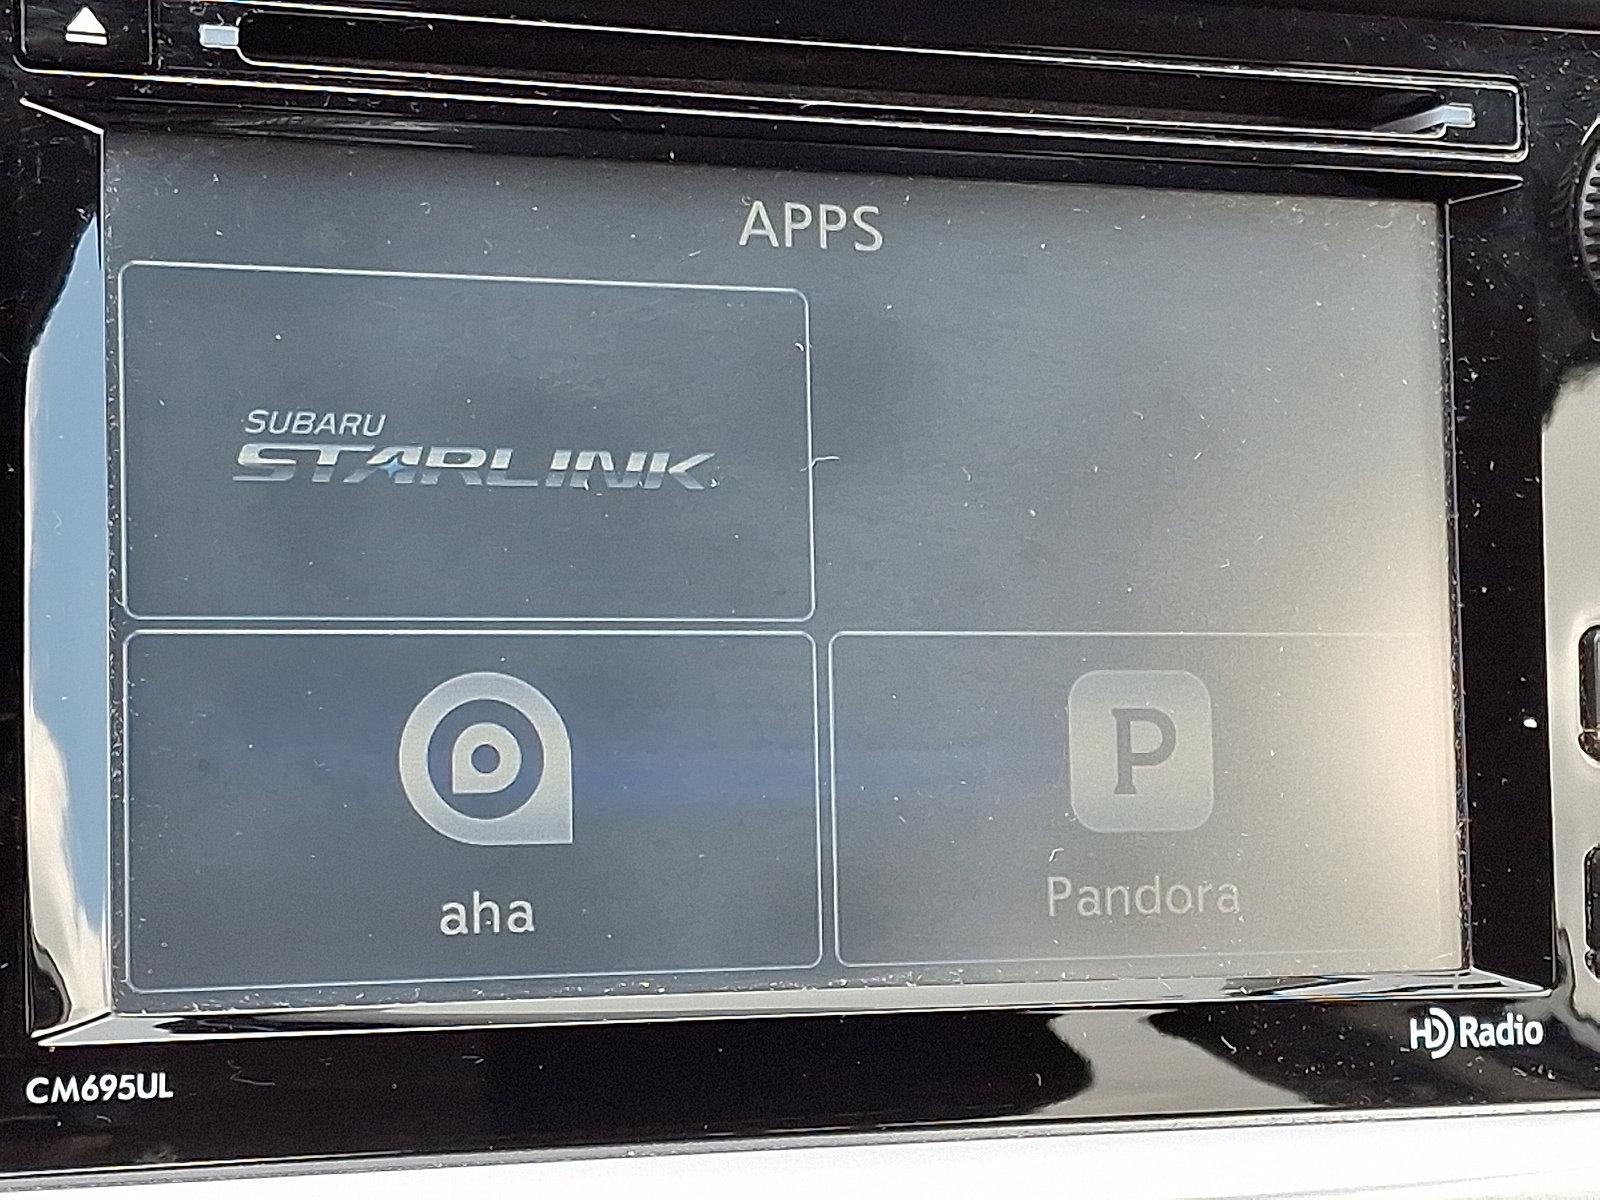 APPS
SUBARU
STARLINK
P
aha
Pandora
HD Radio
CM695UL